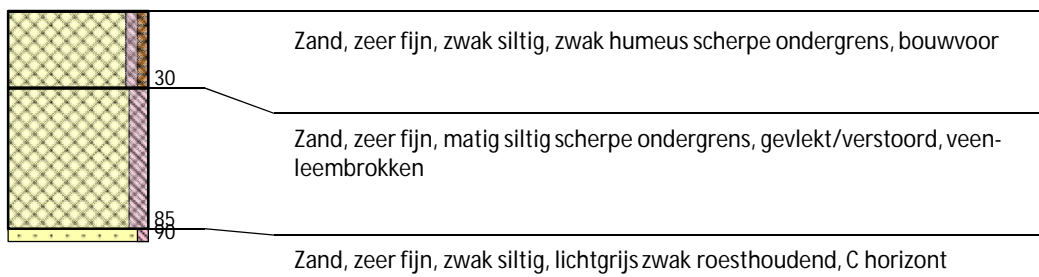 Zand, zeer fijn, zwak siltig, zwak humeus scherpe ondergrens, bouwvoor
30
Zand, zeer fijn, matig siltig scherpe ondergrens, gevlekt/verstoord, veen-
leembrokken
85
90
Zand, zeer fijn, zwak siltig, lichtgrijs zwak roesthoudend, C horizont